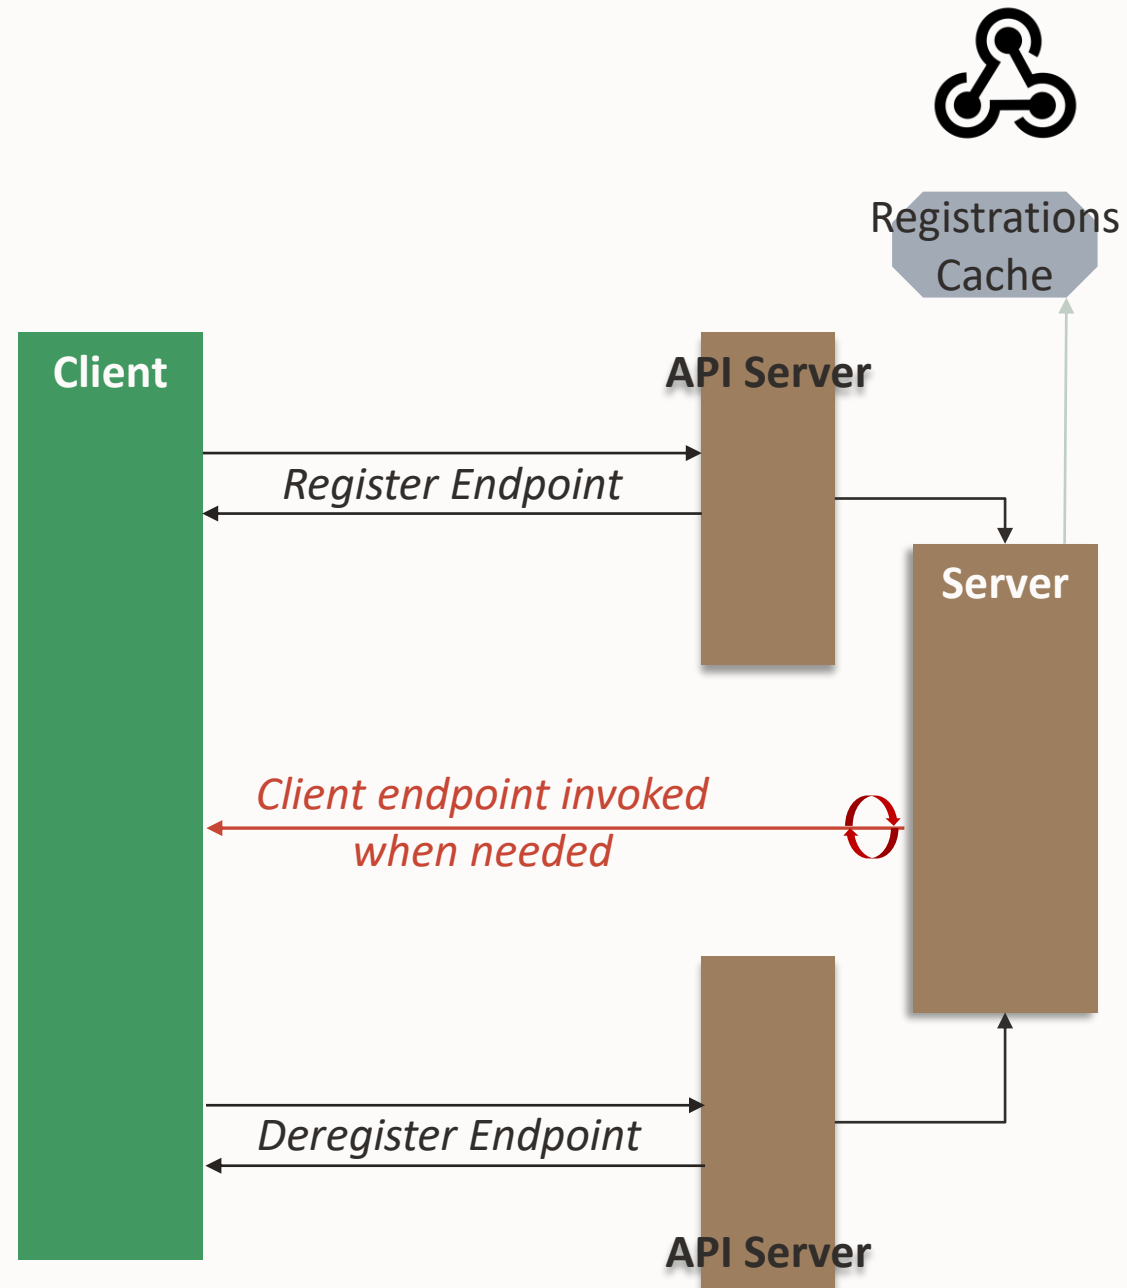 Registrations
Cache
Client
API Server
Register Endpoint
Server
Client endpoint invoked
when needed
Deregister Endpoint
API Server